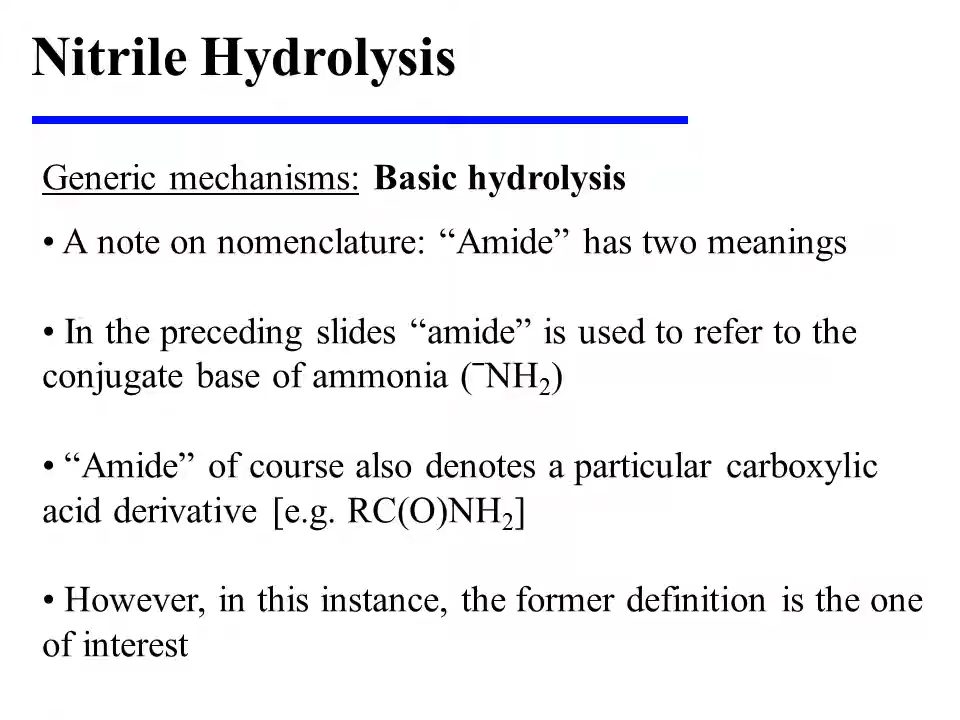 Nitrile Hydrolysis
Generic mechanisms: Basic hydrolysis
• A note on nomenclature: “Amide” has two meanings
• In the preceding slides “amide” is used to refer to the
conjugate base of ammonia (⁻NH₂)
• “Amide” of course also denotes a particular carboxylic
acid derivative [e.g. RC(O)NH₂]
• However, in this instance, the former definition is the one
of interest